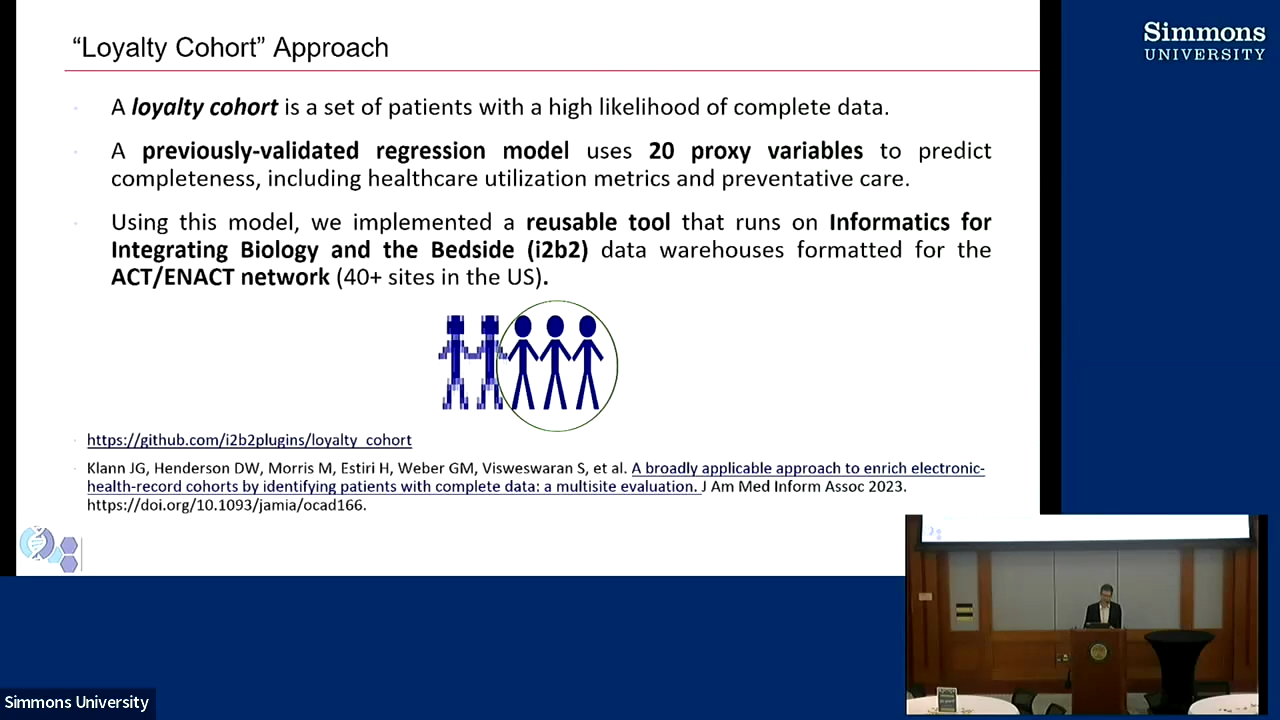 “Loyalty Cohort” Approach
Simmons
UNIVERSITY
A loyalty cohort is a set of patients with a high likelihood of complete data.
A previously-validated regression model uses 20 proxy variables to predict
completeness, including healthcare utilization metrics and preventative care.
Using this model, we implemented a reusable tool that runs on Informatics for
Integrating Biology and the Bedside (i2b2) data warehouses formatted for the
ACT/ENACT network (40+ sites in the US).
https://github.com/i2b2plugins/loyalty_cohort
Klann JG, Henderson DW, Morris M, Estiri H, Weber GM, Visweswaran S, et al. A broadly applicable approach to enrich electronic-
health-record cohorts by identifying patients with complete data: a multisite evaluation. J Am Med Inform Assoc 2023.
https://doi.org/10.1093/jamia/ocad166.
Simmons University